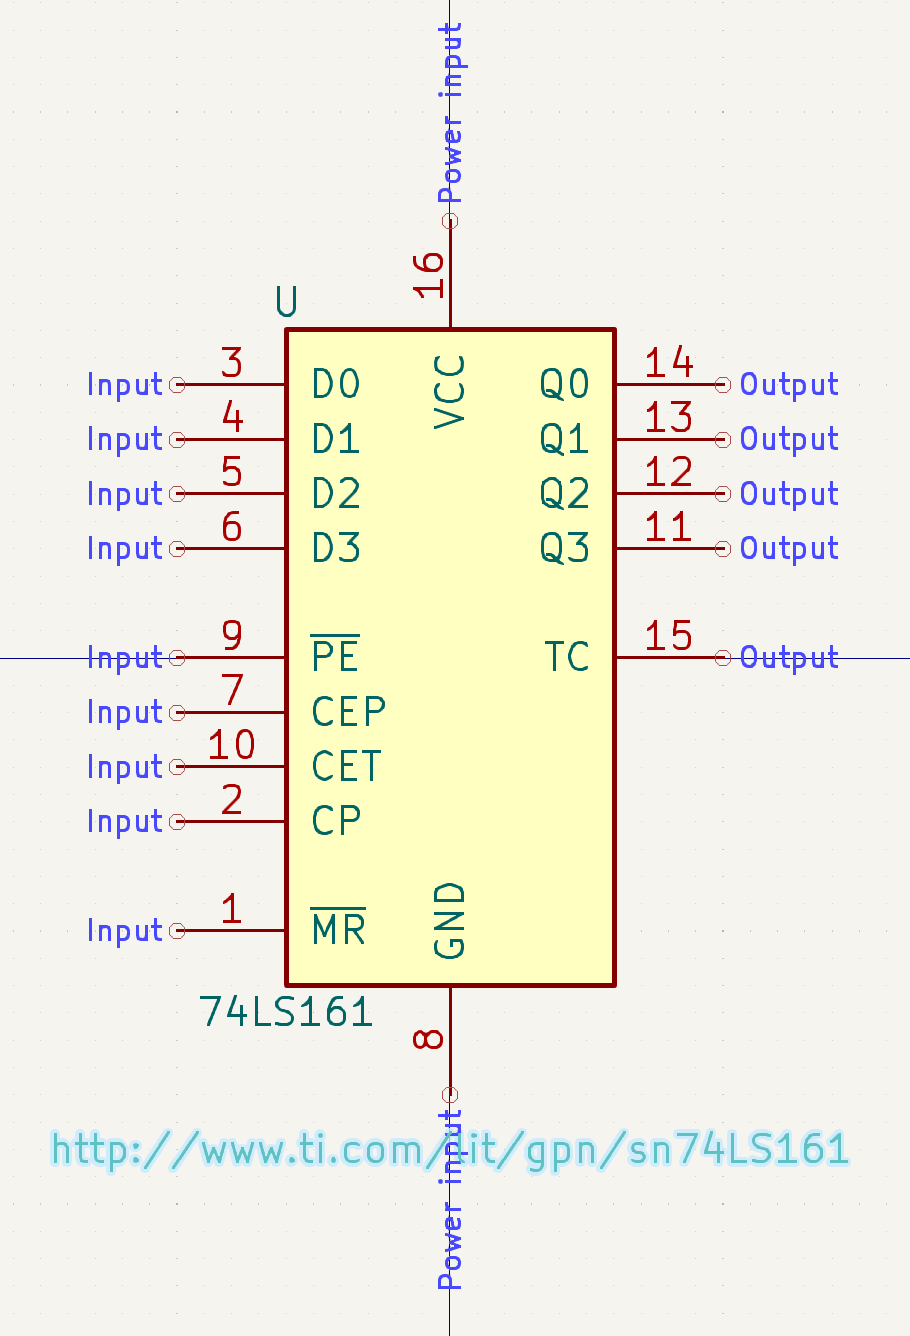 Power input
16
U
VCC
Input 3 D0 Q0 14 Output
Input 4 D1 Q1 13 Output
Input 5 D2 Q2 12 Output
Input 6 D3 Q3 11 Output
Input 9 PE TC 15 Output
Input 7 CEP
Input 10 CET
Input 2 CP
Input 1 MR
GND
74LS161
8
http://www.ti.com/lit/gpn/sn74LS161
Power input